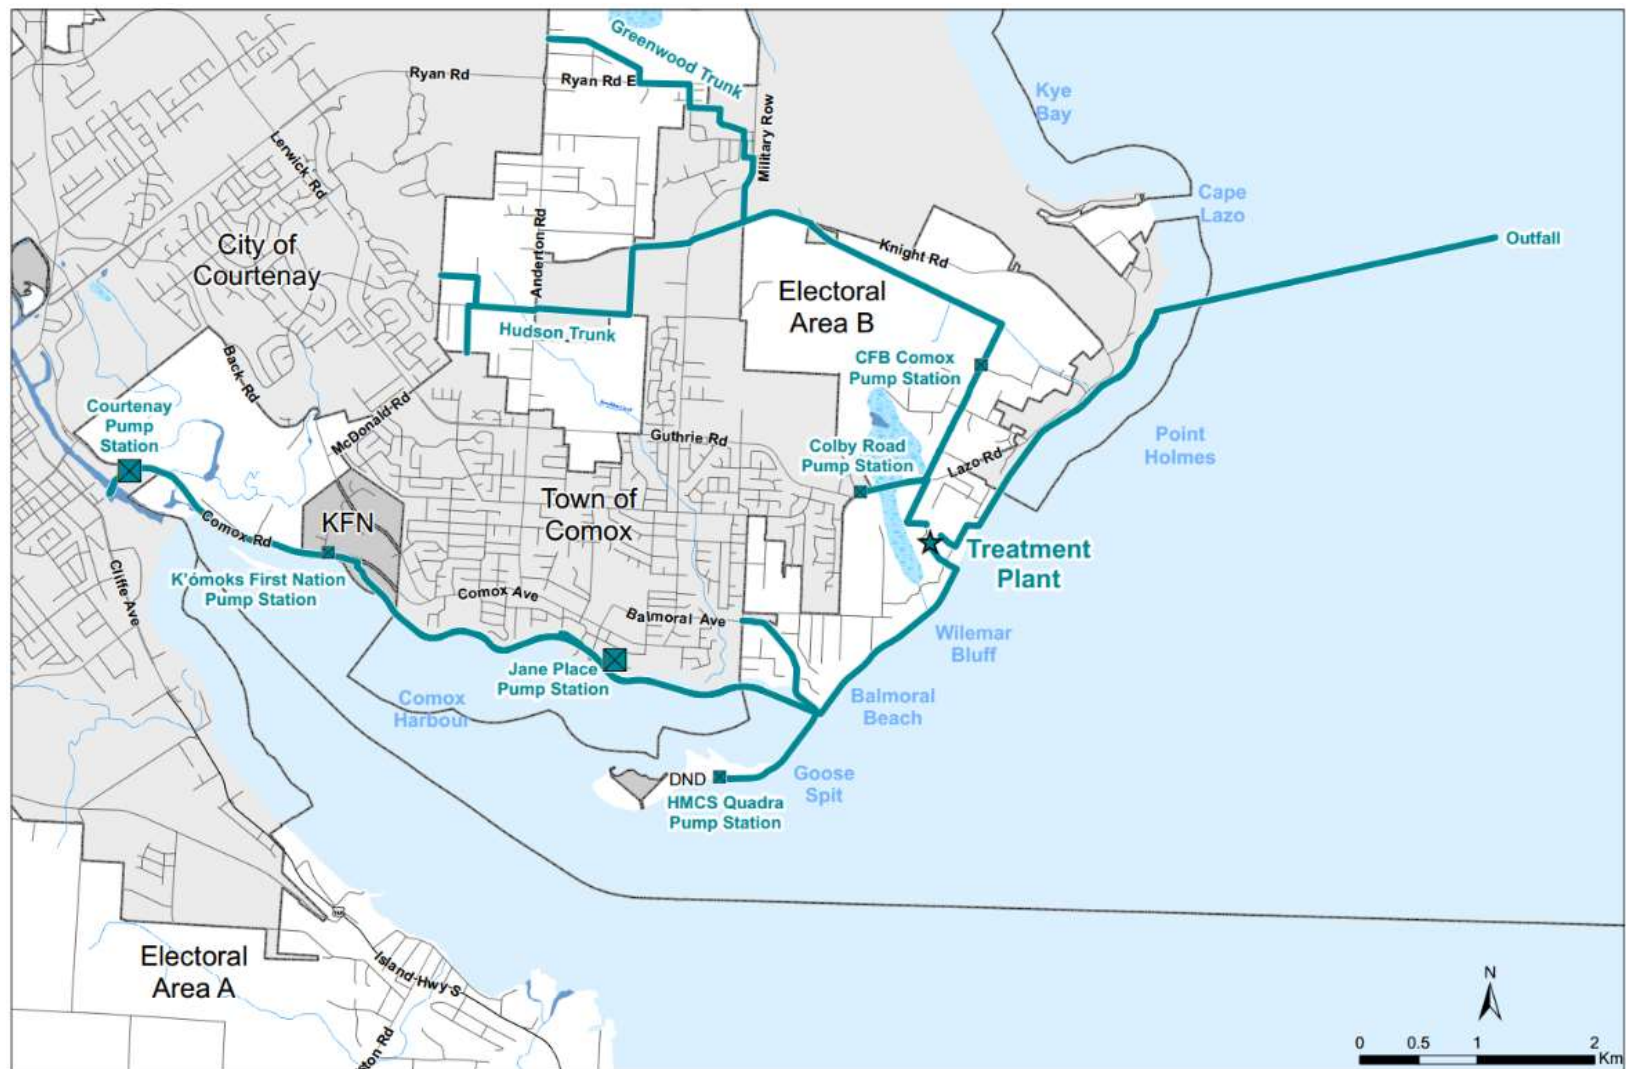 Greenwood Trunk
Ryan Rd
Ryan Rd E
Military Row
Kye
Bay
Lerwick Rd
Cape
Lazo
City of
Courtenay
Anderton Rd
Knight Rd
Outfall
Electoral
Area B
Hudson Trunk
Back Rd
CFB Comox
Pump Station
Courtenay
Pump
Station
McDonald Rd
Guthrie Rd
Colby Road
Pump Station
Lazo Rd
Point
Holmes
Town of
Comox
KFN
Comox Rd
Treatment
Plant
K'ómoks First Nation
Pump Station
Cliffe Ave
Comox Ave
Balmoral Ave
Wilemar
Bluff
Jane Place
Pump Station
Comox
Harbour
Balmoral
Beach
DND
HMCS Quadra
Pump Station
Goose
Spit
Electoral
Area A
Island Hwy S
ton Rd
N
0 0.5 1 2
Km